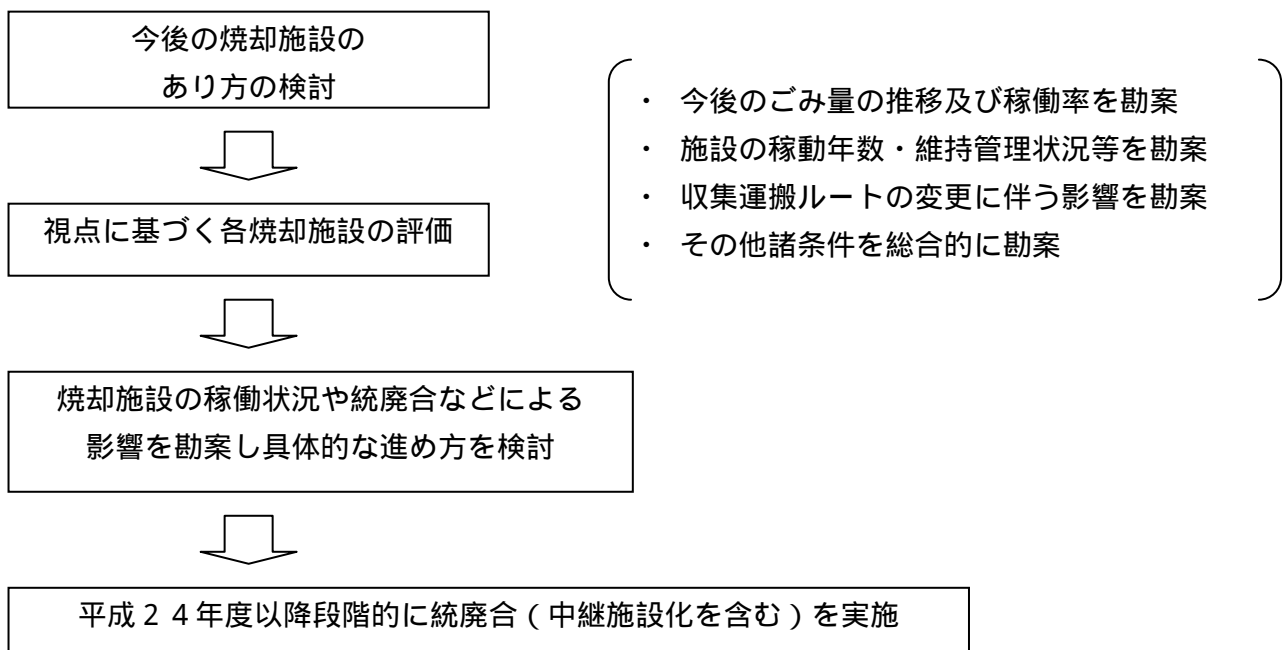 今後の焼却施設の
あり方の検討
・ 今後のごみ量の推移及び稼働率を勘案
・ 施設の稼動年数・維持管理状況等を勘案
・ 収集運搬ルートの変更に伴う影響を勘案
・ その他諸条件を総合的に勘案
視点に基づく各焼却施設の評価
焼却施設の稼働状況や統廃合などによる
影響を勘案し具体的な進め方を検討
平成２４年度以降段階的に統廃合（中継施設化を含む）を実施